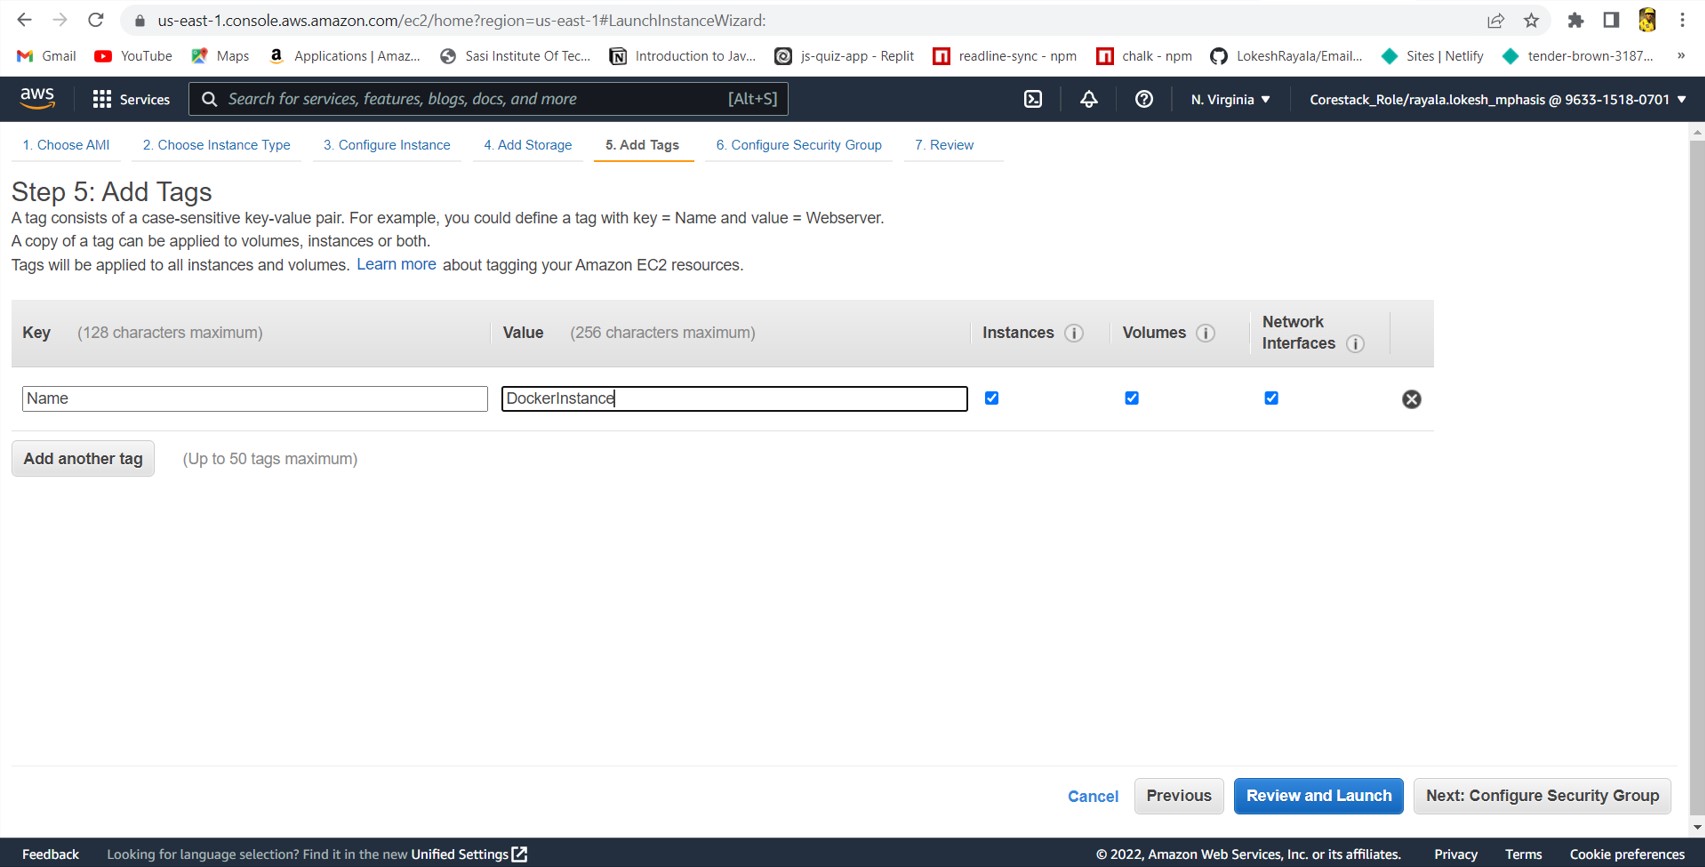 us-east-1.console.aws.amazon.com/ec2/home?region=us-east-1#LaunchInstanceWizard:
Gmail YouTube Maps Applications | Amaz... Sasi Institute Of Tec... Introduction to Jav... js-quiz-app - Replit readline-sync - npm chalk - npm LokeshRayala/Email... Sites | Netlify tender-brown-3187... »
aws Services Search for services, features, blogs, docs, and more [Alt+S] N. Virginia ▼ Corestack_Role/rayala.lokesh_mphasis @ 9633-1518-0701 ▼
1. Choose AMI 2. Choose Instance Type 3. Configure Instance 4. Add Storage 5. Add Tags 6. Configure Security Group 7. Review
Step 5: Add Tags
A tag consists of a case-sensitive key-value pair. For example, you could define a tag with key = Name and value = Webserver.
A copy of a tag can be applied to volumes, instances or both.
Tags will be applied to all instances and volumes. Learn more about tagging your Amazon EC2 resources.
Key (128 characters maximum) Value (256 characters maximum) Instances i Volumes i Network
Interfaces i
Name DockerInstance
Add another tag (Up to 50 tags maximum)
Cancel Previous Review and Launch Next: Configure Security Group
Feedback Looking for language selection? Find it in the new Unified Settings © 2022, Amazon Web Services, Inc. or its affiliates. Privacy Terms Cookie preferences